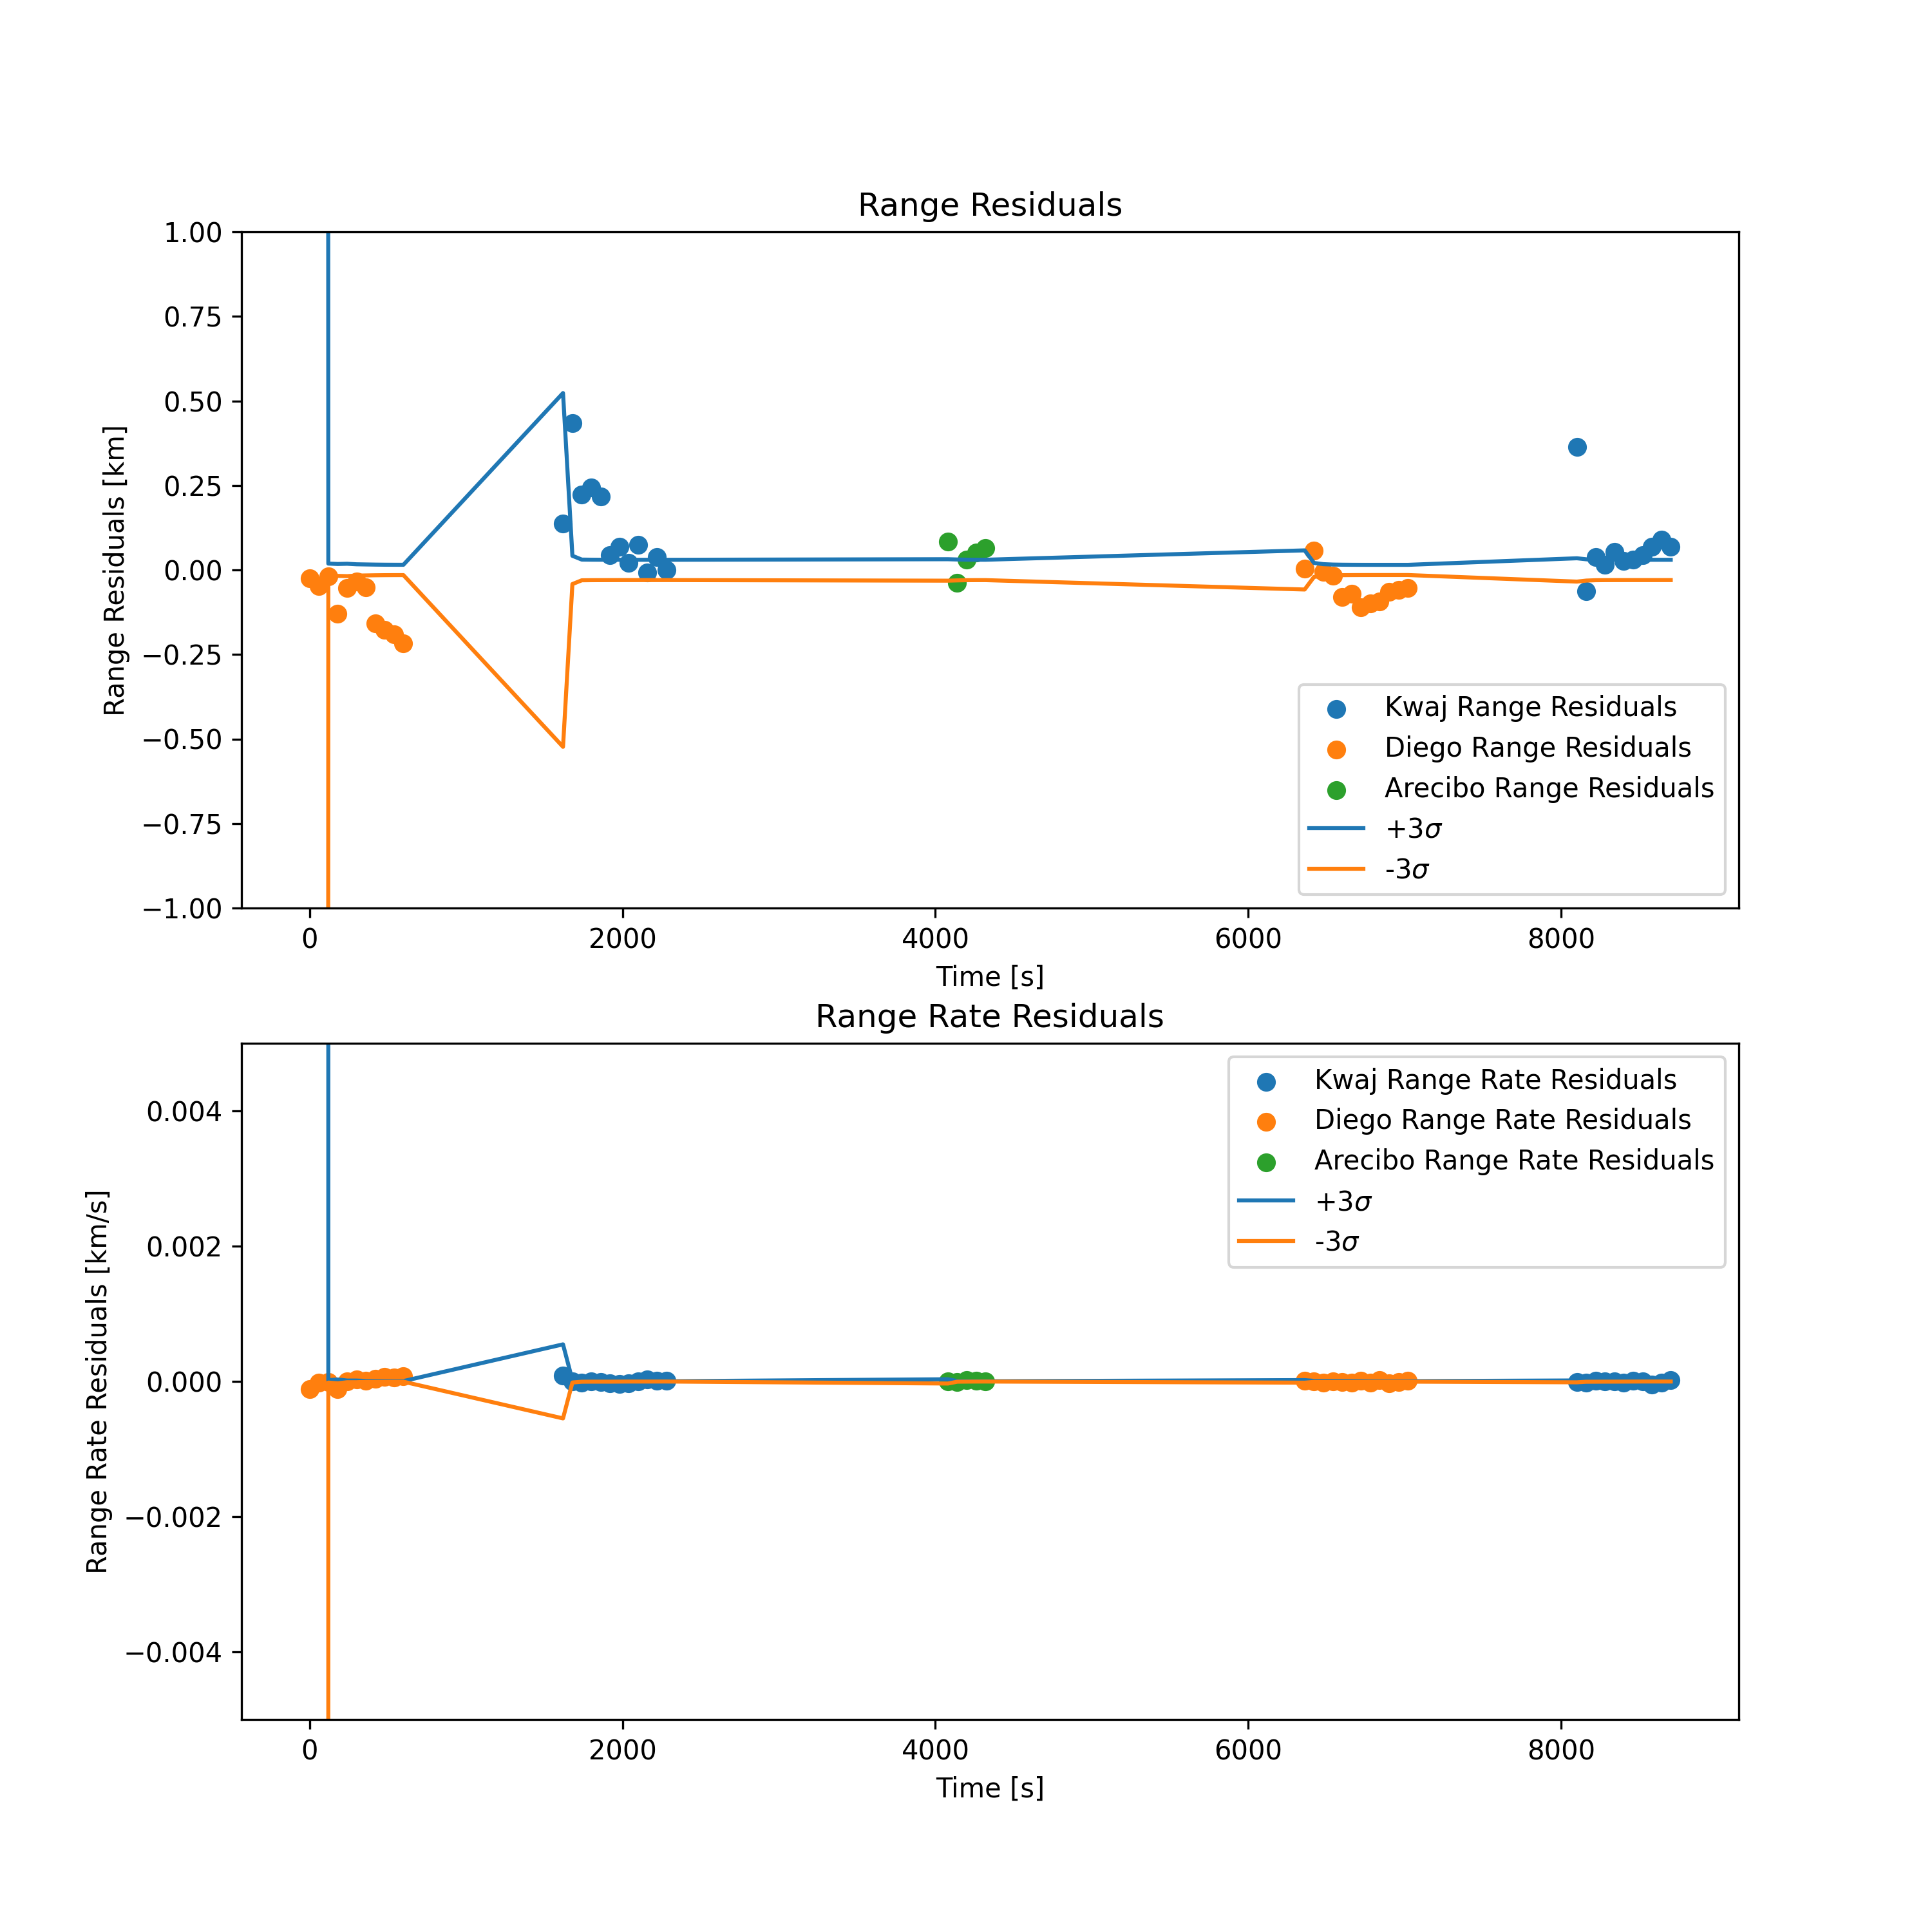 Range Residuals
1.00
0.75
0.50
0.25
0.00
−0.25
−0.50
−0.75
−1.00
Range Residuals [km]
Kwaj Range Residuals
Diego Range Residuals
Arecibo Range Residuals
+3σ
-3σ
0 2000 4000 6000 8000
Time [s]
Range Rate Residuals
0.004
0.002
0.000
−0.002
−0.004
Range Rate Residuals [km/s]
Kwaj Range Rate Residuals
Diego Range Rate Residuals
Arecibo Range Rate Residuals
+3σ
-3σ
0 2000 4000 6000 8000
Time [s]